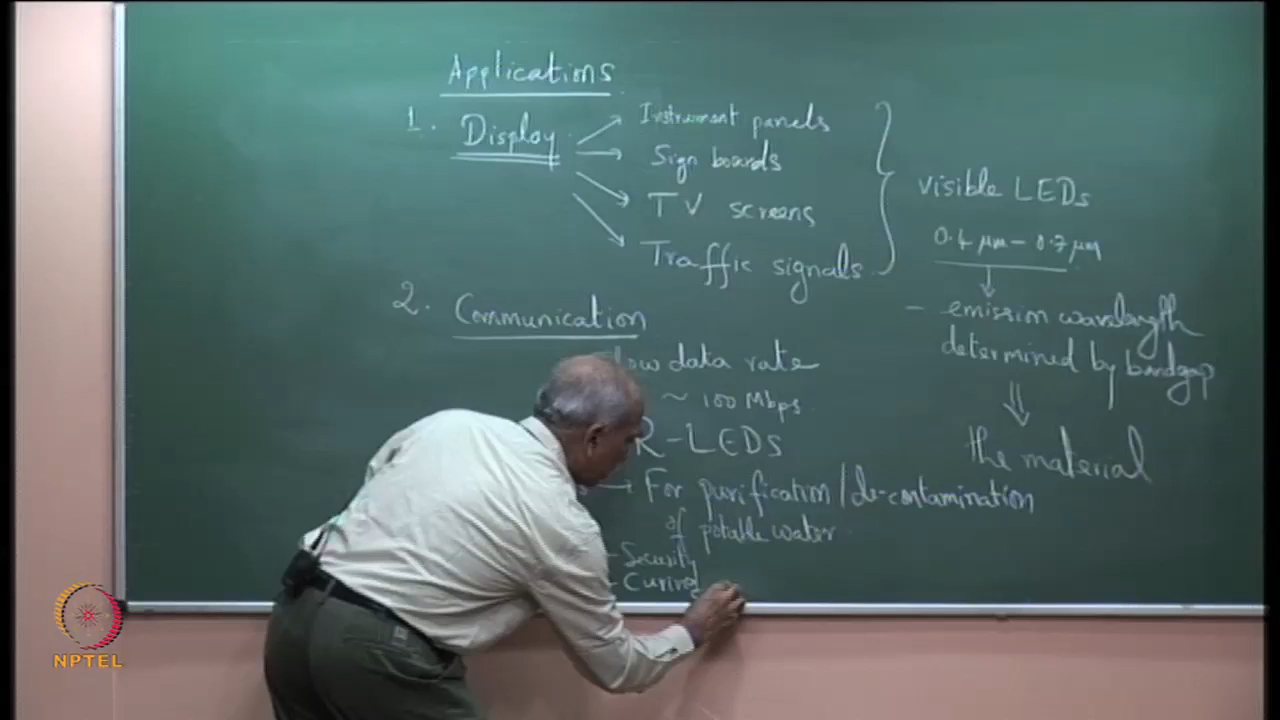 Applications
1. Display
Instrument panels
Sign boards
TV screens
Traffic signals
visible LEDs
0.4 μm – 0.7 μm
– emission wavelength
determined by bandgap
⇓
the material
2. Communication
low data rate
~ 100 Mbps
R-LEDs
→ For purification/de-contamination
of potable water
- Security
- Curing
NPTEL